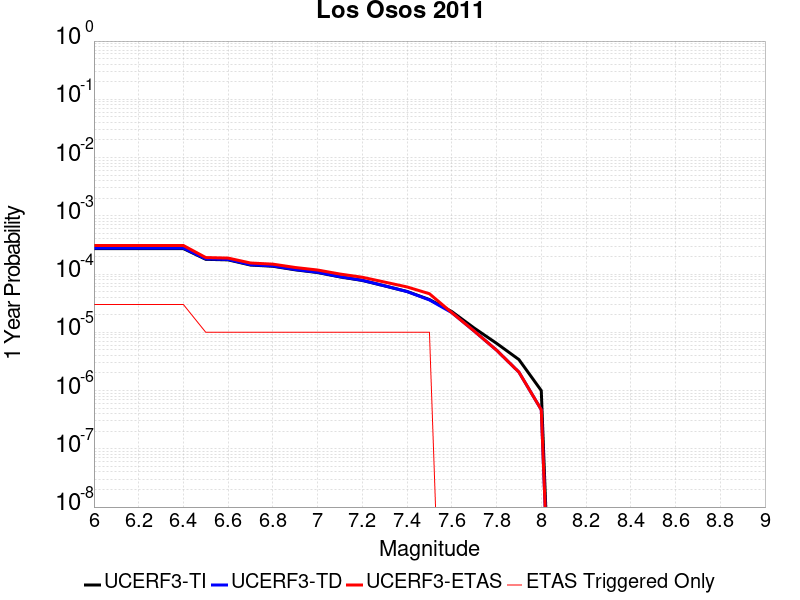 Los Osos 2011
10 0
10 -1
10 -2
10 -3
10 -4
10 -5
10 -6
10 -7
10 -8
1 Year Probability
6 6.2 6.4 6.6 6.8 7 7.2 7.4 7.6 7.8 8 8.2 8.4 8.6 8.8 9
Magnitude
UCERF3-TI UCERF3-TD UCERF3-ETAS ETAS Triggered Only